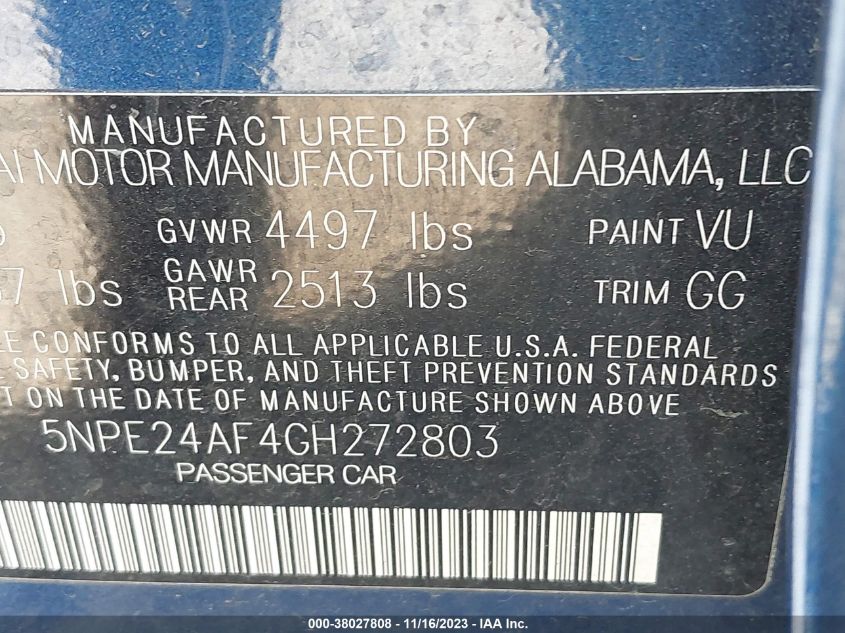 MANUFACTURED BY
AI MOTOR MANUFACTURING ALABAMA, LLC
GVWR 4497 lbs PAINT VU
7 lbs GAWR REAR 2513 lbs TRIM GG
E CONFORMS TO ALL APPLICABLE U.S.A. FEDERAL
SAFETY, BUMPER, AND THEFT PREVENTION STANDARDS
T ON THE DATE OF MANUFACTURE SHOWN ABOVE
5NPE24AF4GH272803
PASSENGER CAR
000-38027808 - 11/16/2023 - IAA Inc.